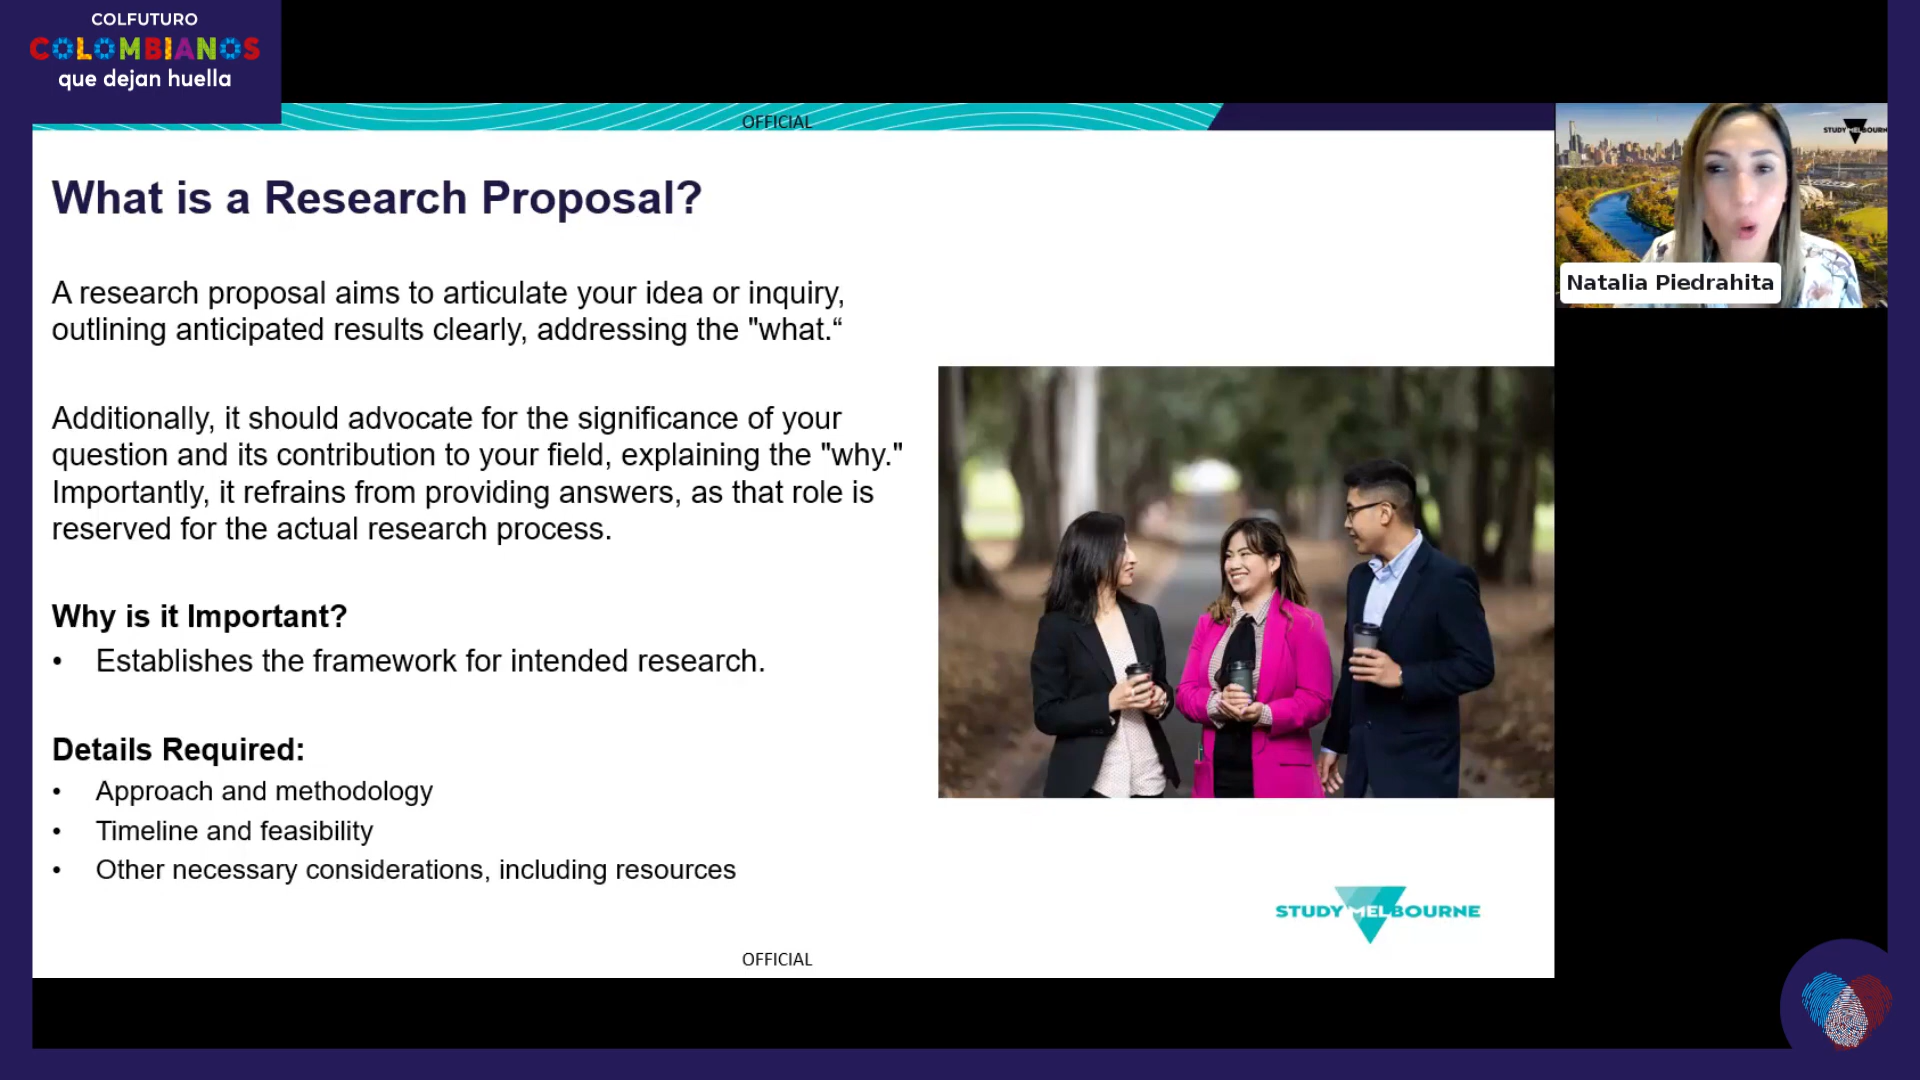 COLFUTURO
COLOMBIANOS
que dejan huella
OFFICIAL
STUDY MELBOURNE
Natalia Piedrahita
What is a Research Proposal?
A research proposal aims to articulate your idea or inquiry,
outlining anticipated results clearly, addressing the "what.“
Additionally, it should advocate for the significance of your
question and its contribution to your field, explaining the "why."
Importantly, it refrains from providing answers, as that role is
reserved for the actual research process.
Why is it Important?
• Establishes the framework for intended research.
Details Required:
• Approach and methodology
• Timeline and feasibility
• Other necessary considerations, including resources
STUDY MELBOURNE
OFFICIAL